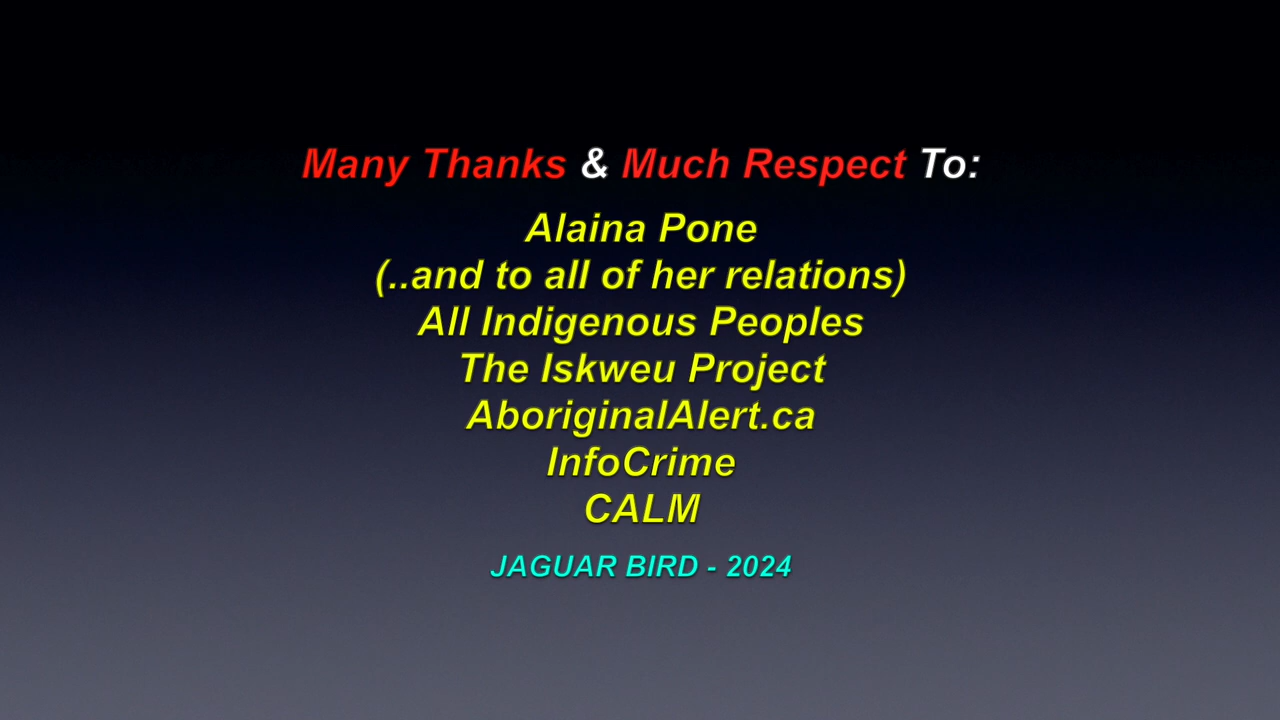 Many Thanks & Much Respect To:
Alaina Pone
(..and to all of her relations)
All Indigenous Peoples
The Iskweu Project
AboriginalAlert.ca
InfoCrime
CALM
JAGUAR BIRD - 2024